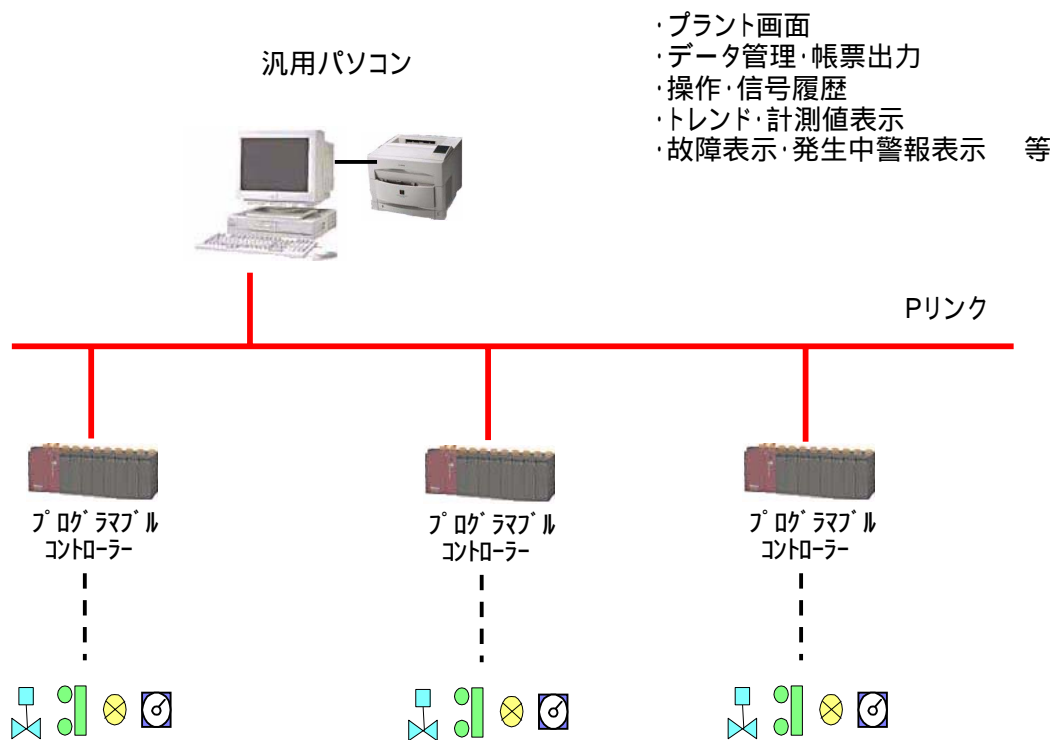 汎用パソコン
・プラント画面
・データ管理・帳票出力
・操作・信号履歴
・トレンド・計測値表示
・故障表示・発生中警報表示　等
Pリンク
ﾌﾟﾛｸﾞﾗﾏﾌﾞﾙ
ｺﾝﾄﾛｰﾗｰ
ﾌﾟﾛｸﾞﾗﾏﾌﾞﾙ
ｺﾝﾄﾛｰﾗｰ
ﾌﾟﾛｸﾞﾗﾏﾌﾞﾙ
ｺﾝﾄﾛｰﾗｰ